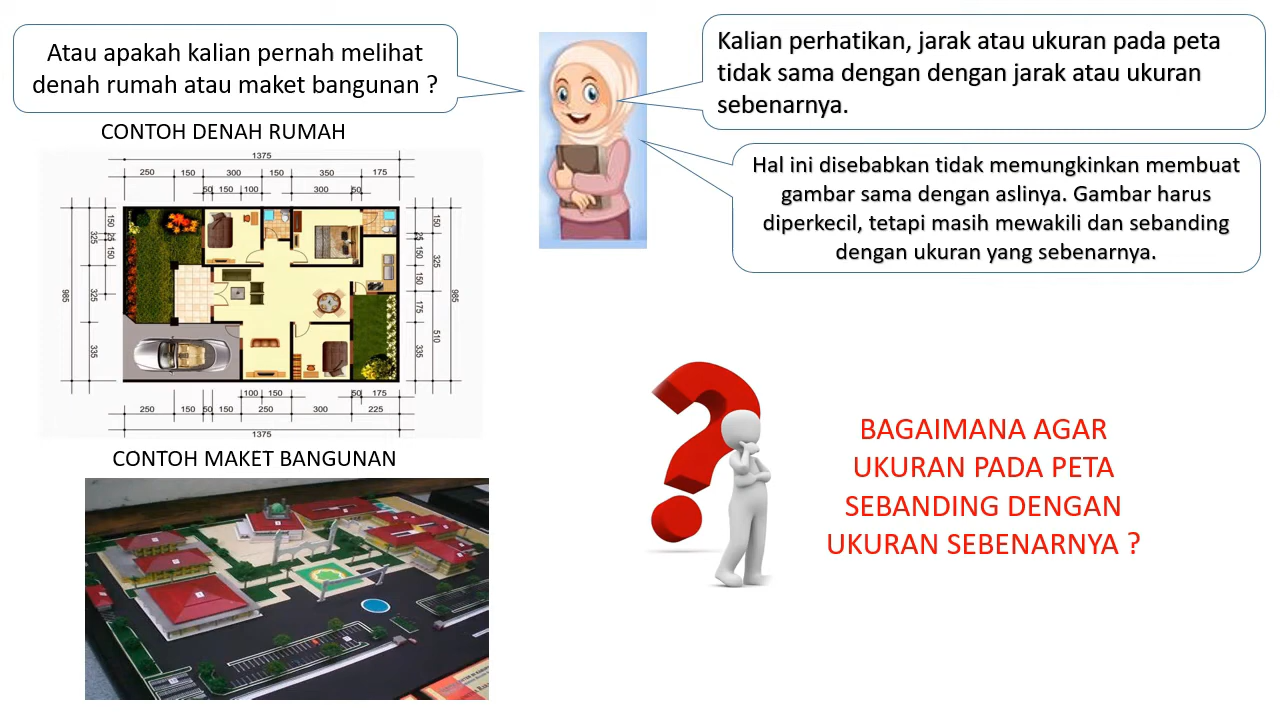 Atau apakah kalian pernah melihat
denah rumah atau maket bangunan ?
Kalian perhatikan, jarak atau ukuran pada peta
tidak sama dengan dengan jarak atau ukuran
sebenarnya.
Hal ini disebabkan tidak memungkinkan membuat
gambar sama dengan aslinya. Gambar harus
diperkecil, tetapi masih mewakili dan sebanding
dengan ukuran yang sebenarnya.
CONTOH DENAH RUMAH
1375
250 150 300 150 350 175
50 150 100 300 50
150 25 150
325 325 335
985
25 150 150 175 335
325 510
985
100 150 50 175
250 150 50 150 250 300 225
1375
CONTOH MAKET BANGUNAN
BAGAIMANA AGAR
UKURAN PADA PETA
SEBANDING DENGAN
UKURAN SEBENARNYA ?